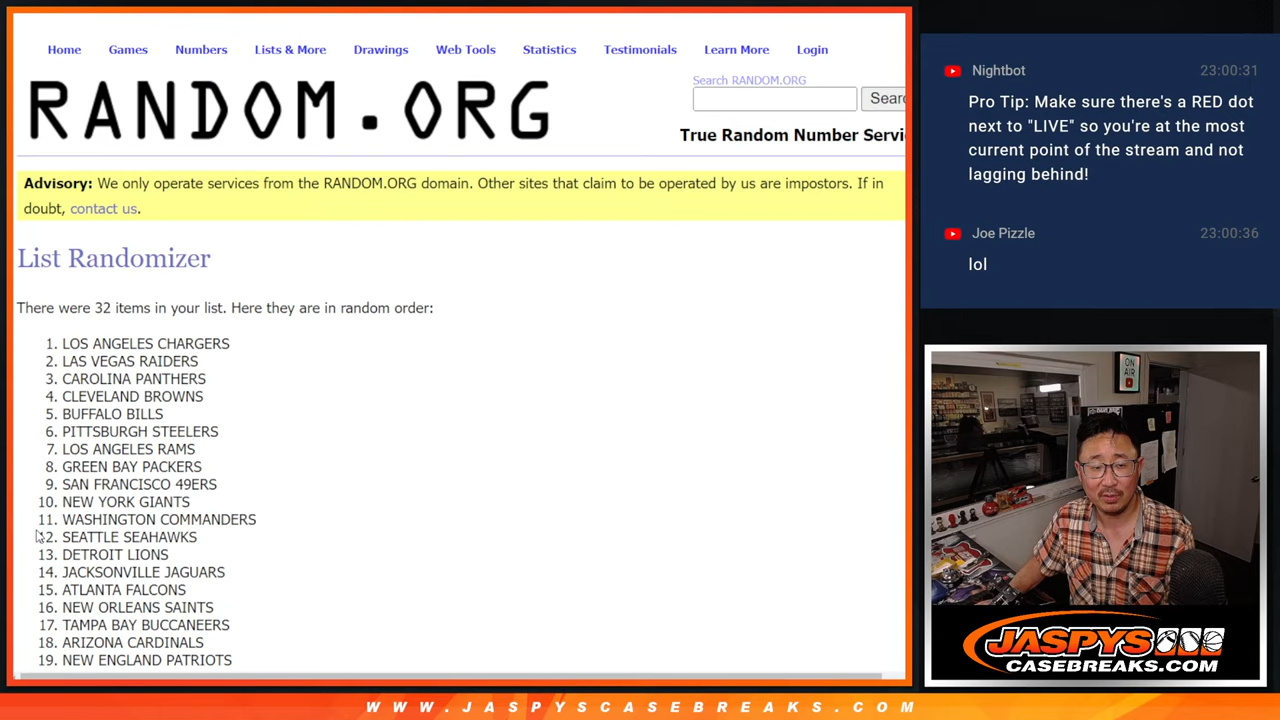 Home Games Numbers Lists & More Drawings Web Tools Statistics Testimonials Learn More Login
RANDOM.ORG
Search RANDOM.ORG
Sear
True Random Number Servi
Advisory: We only operate services from the RANDOM.ORG domain. Other sites that claim to be operated by us are impostors. If in
doubt, contact us.
List Randomizer
There were 32 items in your list. Here they are in random order:
1. LOS ANGELES CHARGERS
2. LAS VEGAS RAIDERS
3. CAROLINA PANTHERS
4. CLEVELAND BROWNS
5. BUFFALO BILLS
6. PITTSBURGH STEELERS
7. LOS ANGELES RAMS
8. GREEN BAY PACKERS
9. SAN FRANCISCO 49ERS
10. NEW YORK GIANTS
11. WASHINGTON COMMANDERS
12. SEATTLE SEAHAWKS
13. DETROIT LIONS
14. JACKSONVILLE JAGUARS
15. ATLANTA FALCONS
16. NEW ORLEANS SAINTS
17. TAMPA BAY BUCCANEERS
18. ARIZONA CARDINALS
19. NEW ENGLAND PATRIOTS
Nightbot 23:00:31
Pro Tip: Make sure there's a RED dot
next to "LIVE" so you're at the most
current point of the stream and not
lagging behind!
Joe Pizzle 23:00:36
lol
ON
AIR
JASPYS
CASEBREAKS.COM
WWW.JASPYSCASEBREAKS.COM